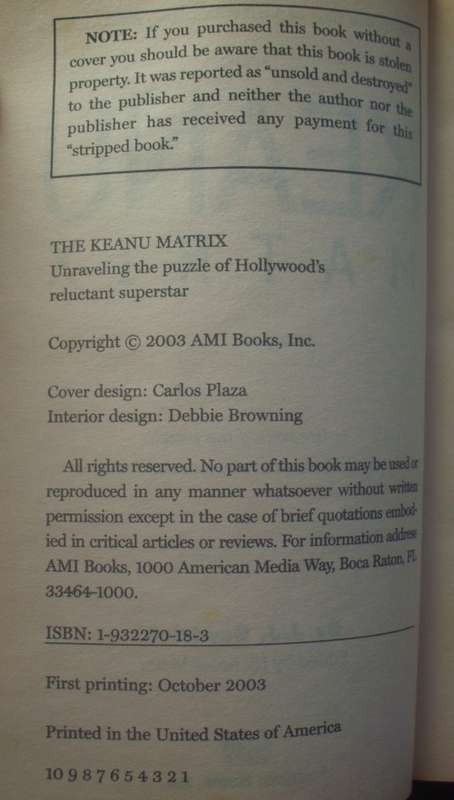 NOTE: If you purchased this book without a
cover you should be aware that this book is stolen
property. It was reported as “unsold and destroyed”
to the publisher and neither the author nor the
publisher has received any payment for this
“stripped book.”
THE KEANU MATRIX
Unraveling the puzzle of Hollywood’s
reluctant superstar
Copyright © 2003 AMI Books, Inc.
Cover design: Carlos Plaza
Interior design: Debbie Browning
All rights reserved. No part of this book may be used or
reproduced in any manner whatsoever without written
permission except in the case of brief quotations embod-
ied in critical articles or reviews. For information address
AMI Books, 1000 American Media Way, Boca Raton, FL
33464-1000.
ISBN: 1-932270-18-3
First printing: October 2003
Printed in the United States of America
10 9 8 7 6 5 4 3 2 1